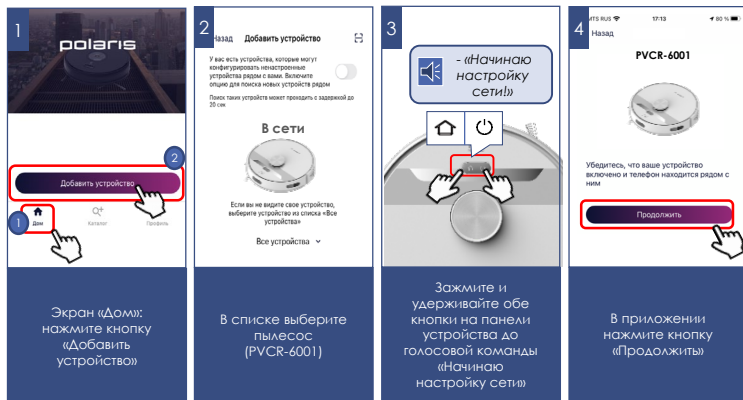 1
polaris
2
Добавить устройство
1
Дом
Каталог
Профиль
Экран «Дом»:
нажмите кнопку
«Добавить
устройство»
2
Назад
Добавить устройство
У вас есть устройства, которые могут
конфигурировать ненастроенные
устройства рядом с вами. Включите
опцию для поиска новых устройств рядом
Поиск таких устройств может проходить с задержкой до
20 сек
В сети
Если вы не видите свое устройство,
выберите устройство из списка «Все
устройства»
Все устройства
В списке выберите
пылесос
(PVCR-6001)
3
- «Начинаю
настройку
сети!»
Зажмите и
удерживайте обе
кнопки на панели
устройства до
голосовой команды
«Начинаю
настройку сети»
4
MTS RUS 17:13 80 %
Назад
PVCR-6001
Убедитесь, что ваше устройство
включено и телефон находится рядом с
ним
Продолжить
В приложении
нажмите кнопку
«Продолжить»